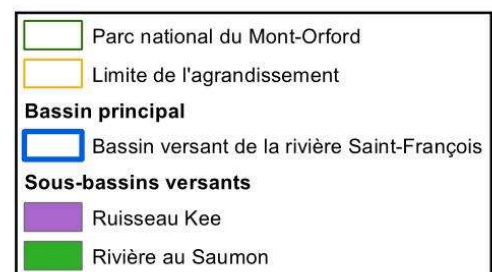 Parc national du Mont-Orford
Limite de l'agrandissement
Bassin principal
Bassin versant de la rivière Saint-François
Sous-bassins versants
Ruisseau Kee
Rivière au Saumon